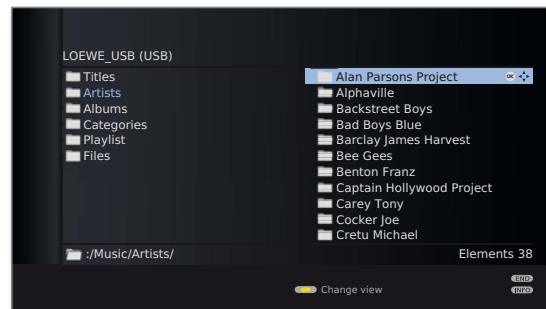 LOEWE_USB (USB)
Titles
Artists
Albums
Categories
Playlist
Files
Alan Parsons Project OK
Alphaville
Backstreet Boys
Bad Boys Blue
Barclay James Harvest
Bee Gees
Benton Franz
Captain Hollywood Project
Carey Tony
Cocker Joe
Cretu Michael
:/Music/Artists/
Elements 38
END
Change view
INFO